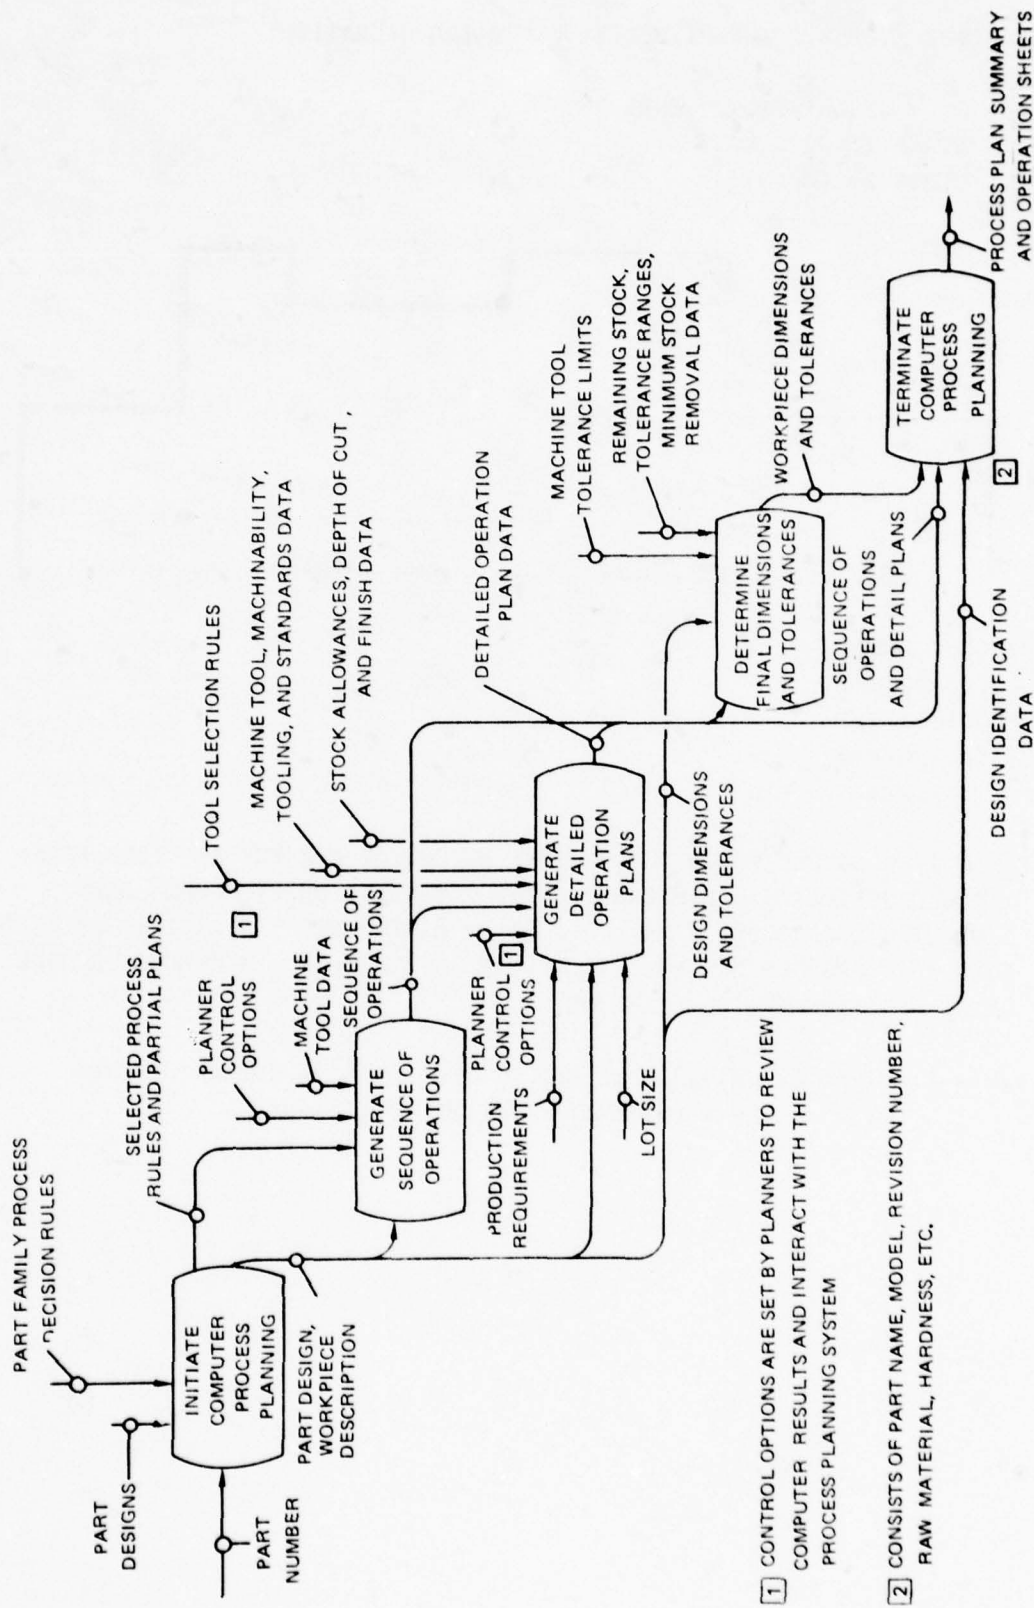 PART FAMILY PROCESS
DECISION RULES
PART
DESIGNS
PART
NUMBER
INITIATE
COMPUTER
PROCESS
PLANNING
SELECTED PROCESS
RULES AND PARTIAL PLANS
PART DESIGN,
WORKPIECE
DESCRIPTION
PLANNER
CONTROL
OPTIONS
1
MACHINE
TOOL DATA
GENERATE
SEQUENCE OF
OPERATIONS
SEQUENCE OF
OPERATIONS
TOOL SELECTION RULES
MACHINE TOOL, MACHINABILITY,
TOOLING, AND STANDARDS DATA
STOCK ALLOWANCES, DEPTH OF CUT,
AND FINISH DATA
PLANNER
CONTROL
OPTIONS
1
PRODUCTION
REQUIREMENTS
LOT SIZE
GENERATE
DETAILED
OPERATION
PLANS
DETAILED OPERATION
PLAN DATA
DESIGN DIMENSIONS
AND TOLERANCES
MACHINE TOOL
TOLERANCE LIMITS
REMAINING STOCK,
TOLERANCE RANGES,
MINIMUM STOCK
REMOVAL DATA
DETERMINE
FINAL DIMENSIONS
AND TOLERANCES
WORKPIECE DIMENSIONS
AND TOLERANCES
SEQUENCE OF
OPERATIONS
AND DETAIL PLANS
DESIGN IDENTIFICATION
DATA
2
TERMINATE
COMPUTER
PROCESS
PLANNING
PROCESS PLAN SUMMARY
AND OPERATION SHEETS
1 CONTROL OPTIONS ARE SET BY PLANNERS TO REVIEW
COMPUTER RESULTS AND INTERACT WITH THE
PROCESS PLANNING SYSTEM
2 CONSISTS OF PART NAME, MODEL, REVISION NUMBER,
RAW MATERIAL, HARDNESS, ETC.